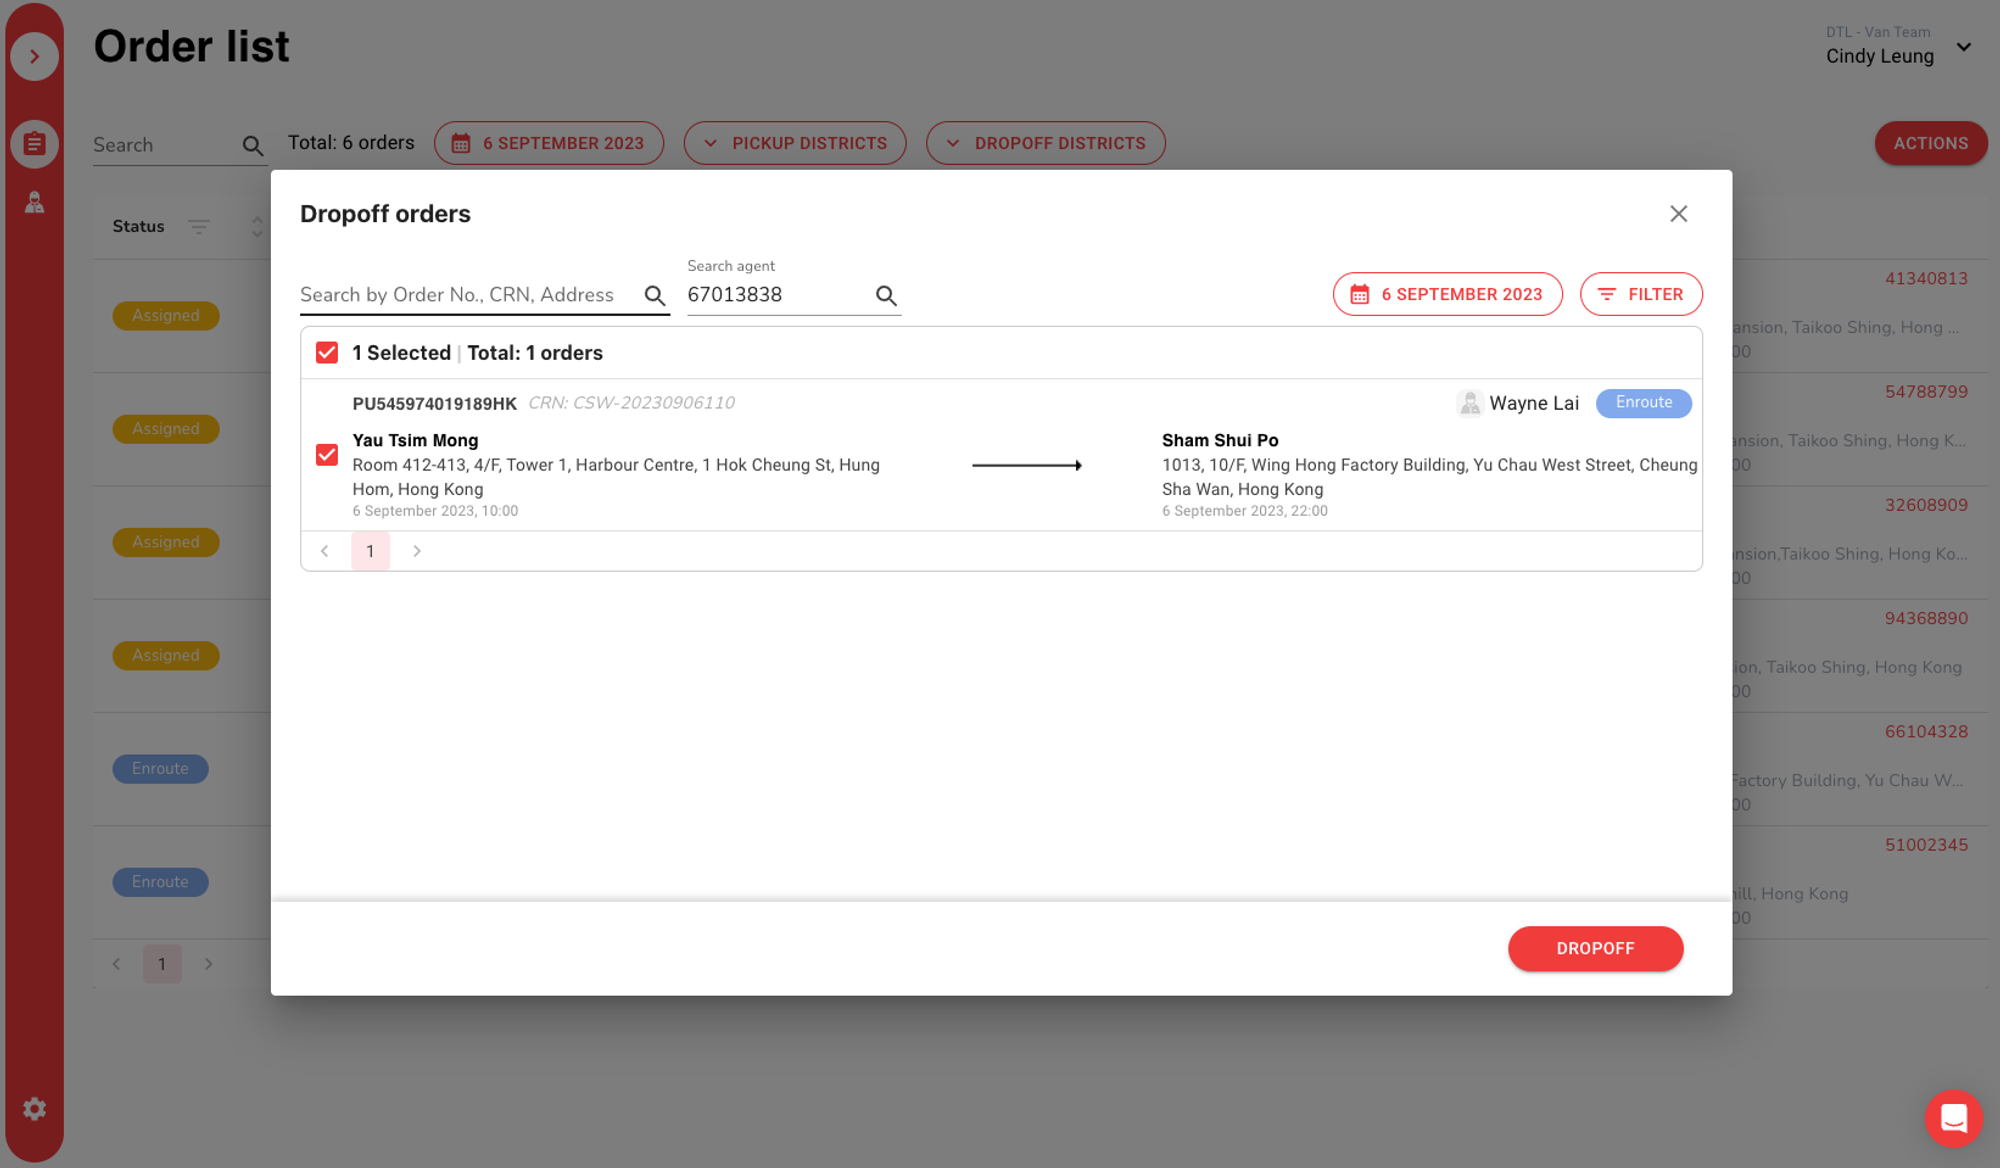 Order list
DTL - Van Team
Cindy Leung
Search
Total: 6 orders
6 SEPTEMBER 2023
PICKUP DISTRICTS
DROPOFF DISTRICTS
ACTIONS
Status
Dropoff orders
Search by Order No., CRN, Address
Search agent
67013838
6 SEPTEMBER 2023
FILTER
1 Selected | Total: 1 orders
PU545974019189HK CRN: CSW-20230906110
Wayne Lai
Enroute
Yau Tsim Mong
Room 412-413, 4/F, Tower 1, Harbour Centre, 1 Hok Cheung St, Hung
Hom, Hong Kong
6 September 2023, 10:00
Sham Shui Po
1013, 10/F, Wing Hong Factory Building, Yu Chau West Street, Cheung
Sha Wan, Hong Kong
6 September 2023, 22:00
1
DROPOFF
Assigned
41340813
ansion, Taikoo Shing, Hong ...
00
Assigned
54788799
ansion, Taikoo Shing, Hong K...
00
Assigned
32608909
nsion,Taikoo Shing, Hong Ko...
00
Assigned
94368890
ion, Taikoo Shing, Hong Kong
00
Enroute
66104328
Factory Building, Yu Chau W...
00
Enroute
51002345
ill, Hong Kong
00
1